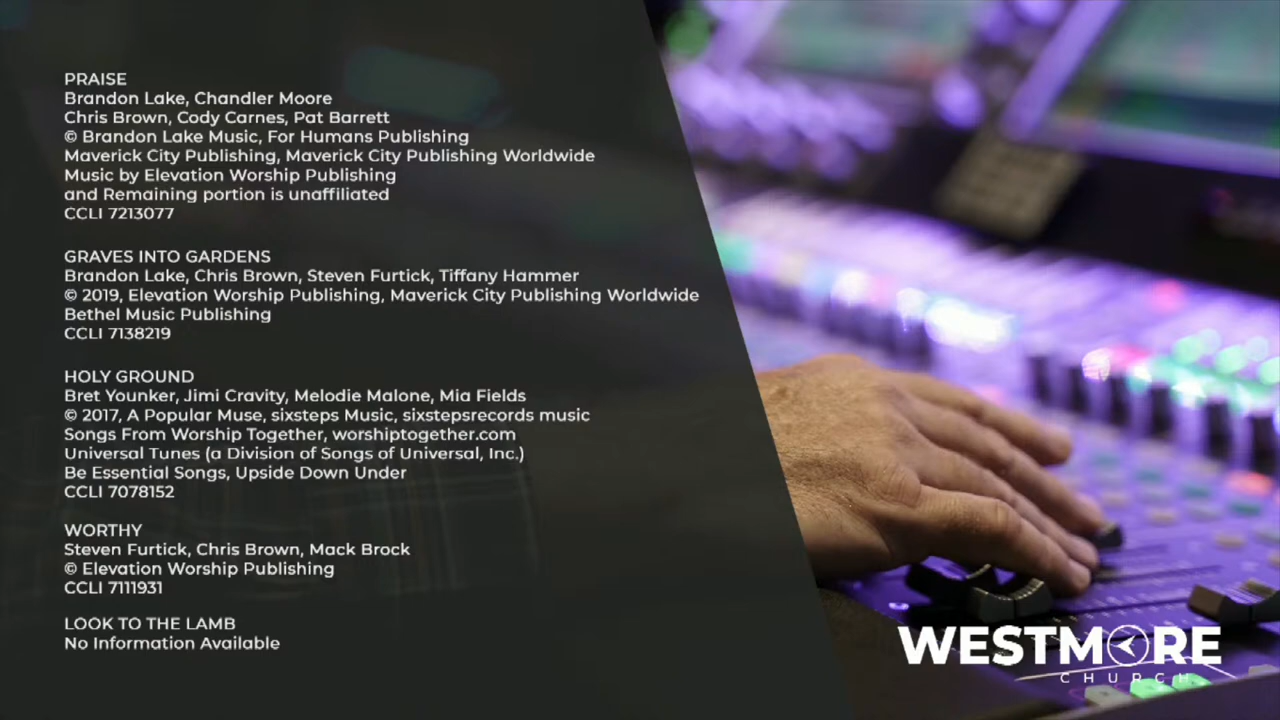 PRAISE
Brandon Lake, Chandler Moore
Chris Brown, Cody Carnes, Pat Barrett
© Brandon Lake Music, For Humans Publishing
Maverick City Publishing, Maverick City Publishing Worldwide
Music by Elevation Worship Publishing
and Remaining portion is unaffiliated
CCLI 7213077
GRAVES INTO GARDENS
Brandon Lake, Chris Brown, Steven Furtick, Tiffany Hammer
© 2019, Elevation Worship Publishing, Maverick City Publishing Worldwide
Bethel Music Publishing
CCLI 7138219
HOLY GROUND
Bret Younker, Jimi Cravity, Melodie Malone, Mia Fields
© 2017, A Popular Muse, sixsteps Music, sixstepsrecords music
Songs From Worship Together, worshiptogether.com
Universal Tunes (a Division of Songs of Universal, Inc.)
Be Essential Songs, Upside Down Under
CCLI 7078152
WORTHY
Steven Furtick, Chris Brown, Mack Brock
© Elevation Worship Publishing
CCLI 7111931
LOOK TO THE LAMB
No Information Available
WESTMORE
CHURCH